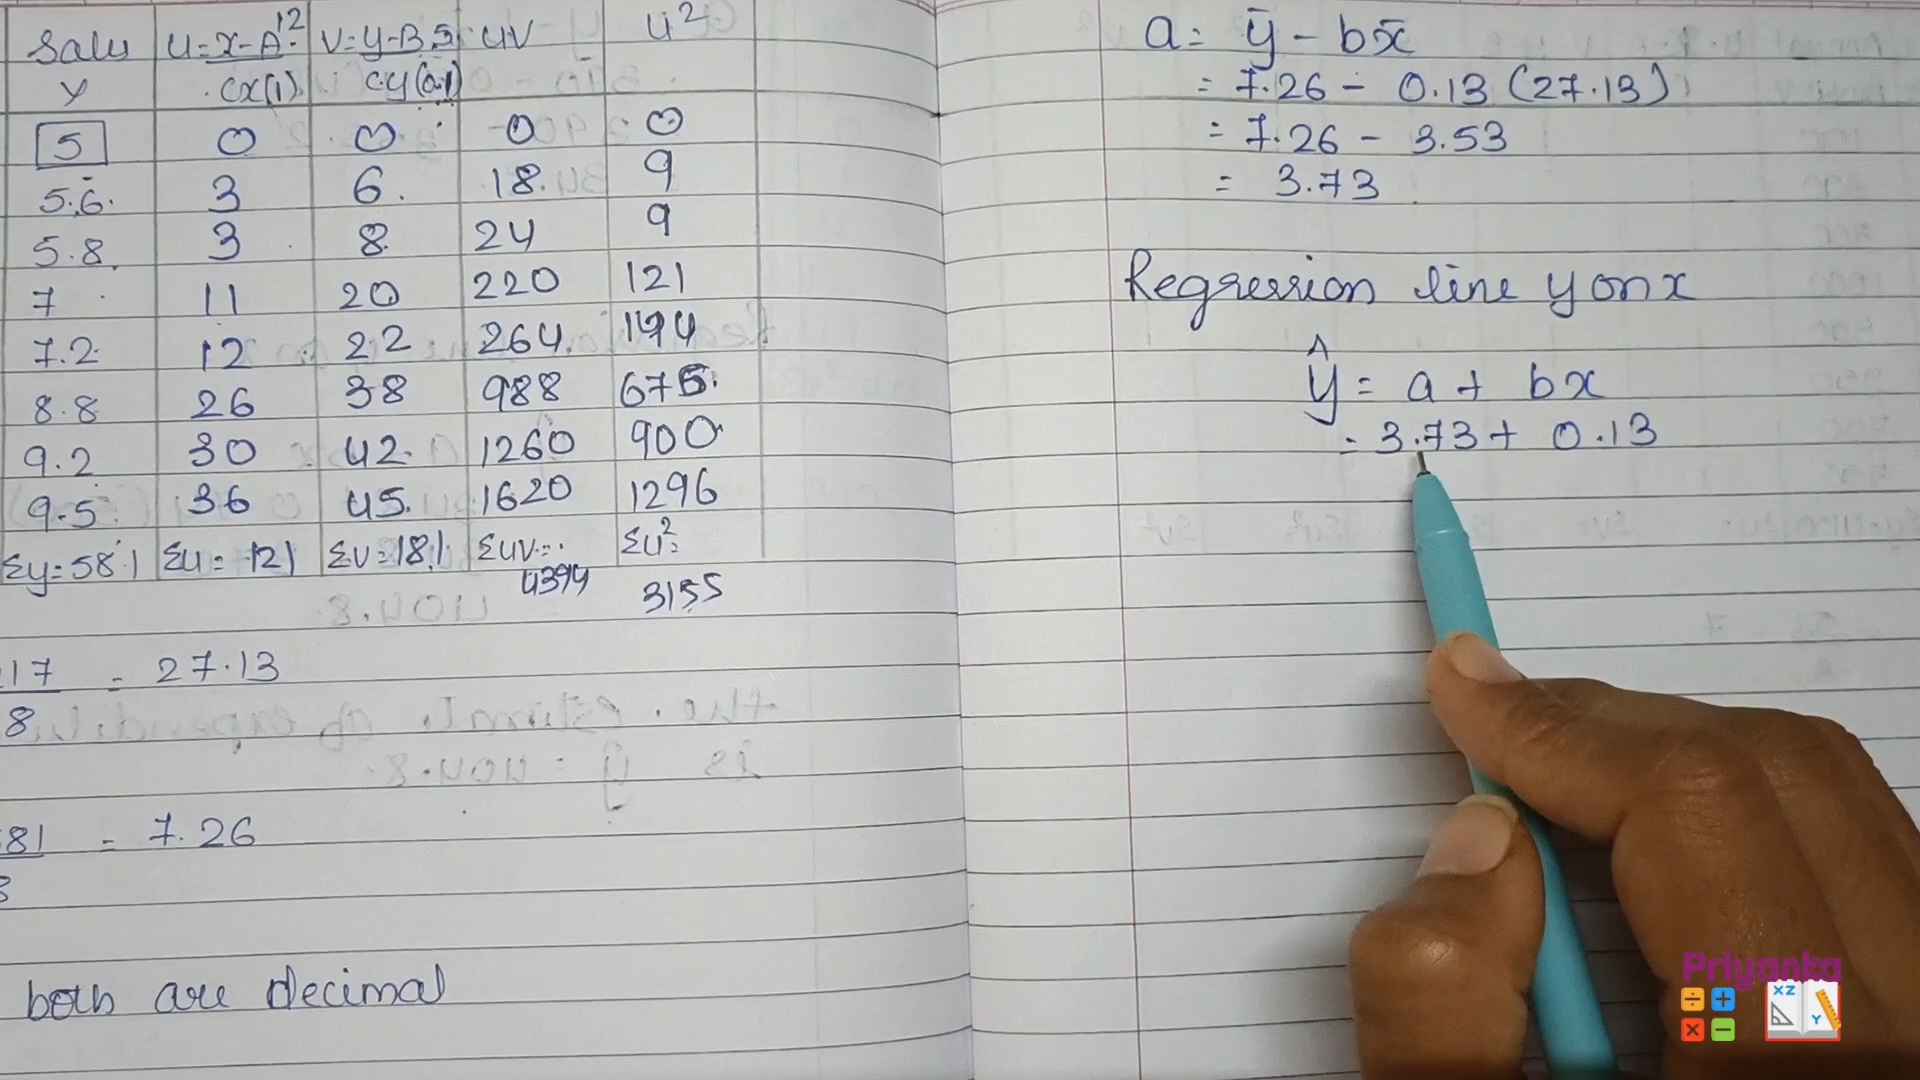 Sales U=x-A12 V=y-B5 UV U²
y Cx(1) cy(0.1)
5 0 0 0 0
5.6 3 6 18 9
5.8 3 8 24 9
7 11 20 220 121
7.2 12 22 264 144
8.8 26 38 988 676
9.2 30 42 1260 900
9.5 36 45 1620 1296
Σy=58.1 Σu=121 Σv=181 Σuv= Σu²=
4394 3155
17 = 27.13
8
81 = 7.26
8
both are decimal
a = ȳ - bx̄
= 7.26 - 0.13 (27.13)
= 7.26 - 3.53
= 3.73
Regression line y on x
ŷ = a + bx
= 3.73 + 0.13
Priyanka
XZ
Y